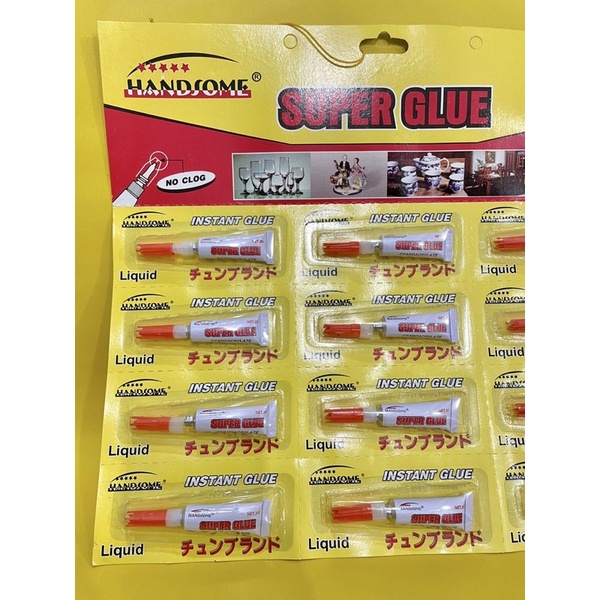 HANDSOME®
SUPER GLUE
NO CLOG
HANDSOME
INSTANT GLUE
SUPER GLUE
Liquid
チュンブランド
HANDSOME
INSTANT GLUE
SUPER GLUE
Liquid
チュンブランド
HANDSOME
INSTANT GLUE
SUPER GLUE
Liquid
チュンブランド
HANDSOME
INSTANT GLUE
SUPER GLUE
Liquid
チュンブランド
HANDSOME
INSTANT GLUE
HANDSOME
SUPER GLUE
Liquid
チュンブランド
HANDSOME
INSTANT GLUE
HANDSOME
SUPER GLUE
Liquid
チュンブランド
HANDSOME
INSTANT GLUE
HANDSOME
SUPER GLUE
Liquid
チュンブランド
HANDSOME
INSTANT GLUE
HANDSOME
SUPER GLUE
Liquid
チュンブランド